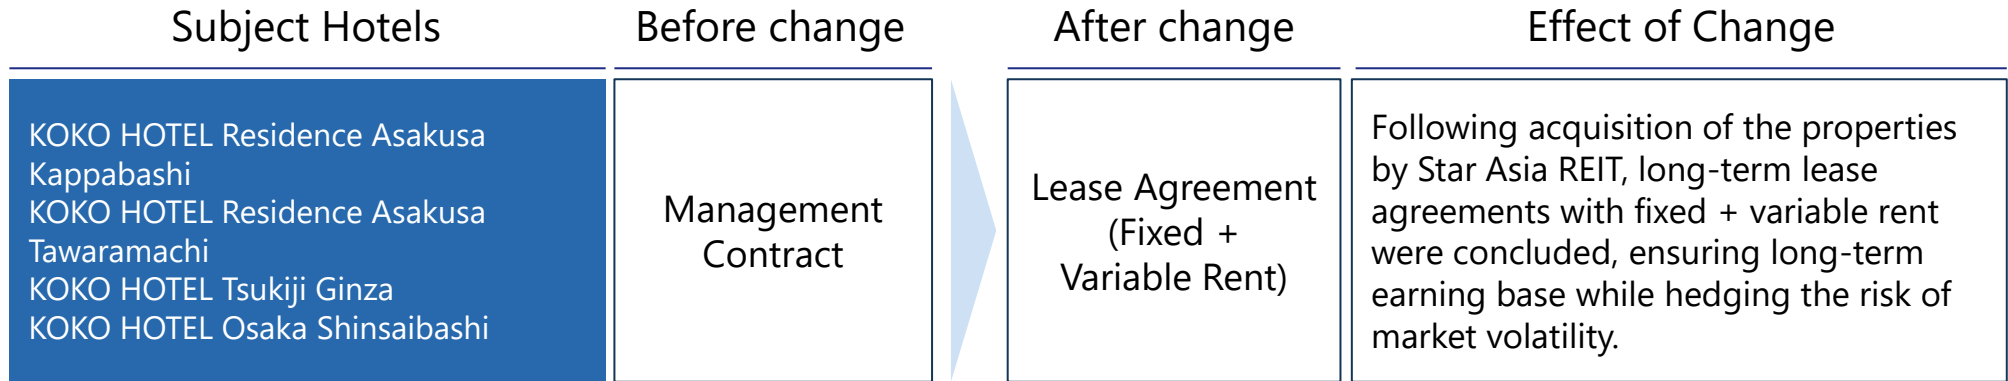 Subject Hotels
Before change
After change
Effect of Change
KOKO HOTEL Residence Asakusa
Kappabashi
KOKO HOTEL Residence Asakusa
Tawaramachi
KOKO HOTEL Tsukiji Ginza
KOKO HOTEL Osaka Shinsaibashi
Management
Contract
Lease Agreement
(Fixed +
Variable Rent)
Following acquisition of the properties
by Star Asia REIT, long-term lease
agreements with fixed + variable rent
were concluded, ensuring long-term
earning base while hedging the risk of
market volatility.